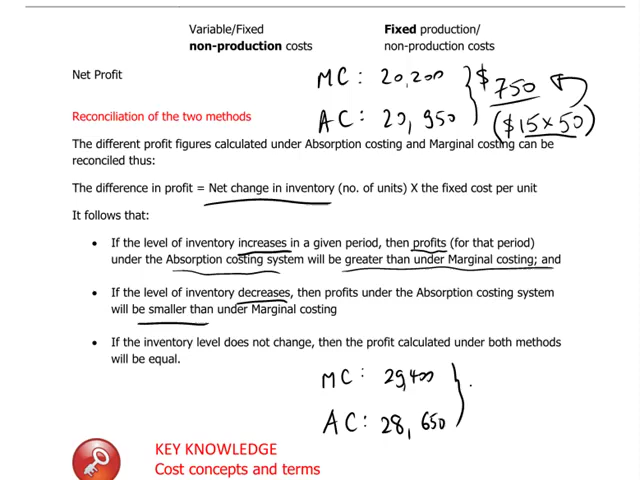 Variable/Fixed Fixed production/
non-production costs non-production costs
Net Profit MC: 20,200 $750
Reconciliation of the two methods AC: 20,950 ($15x50)
The different profit figures calculated under Absorption costing and Marginal costing can be
reconciled thus:
The difference in profit = Net change in inventory (no. of units) X the fixed cost per unit
It follows that:
• If the level of inventory increases in a given period, then profits (for that period)
under the Absorption costing system will be greater than under Marginal costing; and
• If the level of inventory decreases, then profits under the Absorption costing system
will be smaller than under Marginal costing
• If the inventory level does not change, then the profit calculated under both methods
will be equal.
MC: 29,400
AC: 28,650
KEY KNOWLEDGE
Cost concepts and terms